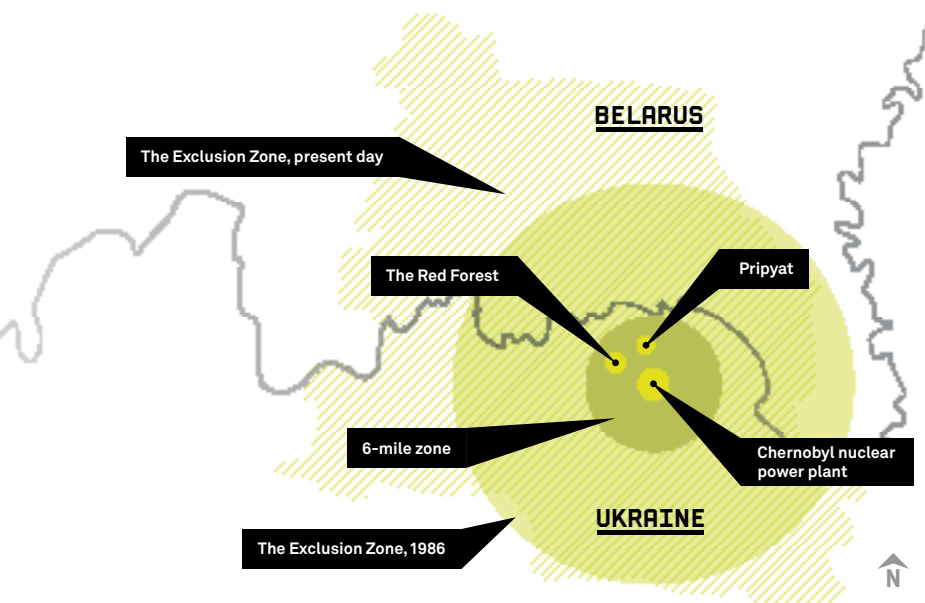 BELARUS
The Exclusion Zone, present day
The Red Forest
Pripyat
6-mile zone
Chernobyl nuclear
power plant
UKRAINE
The Exclusion Zone, 1986
N